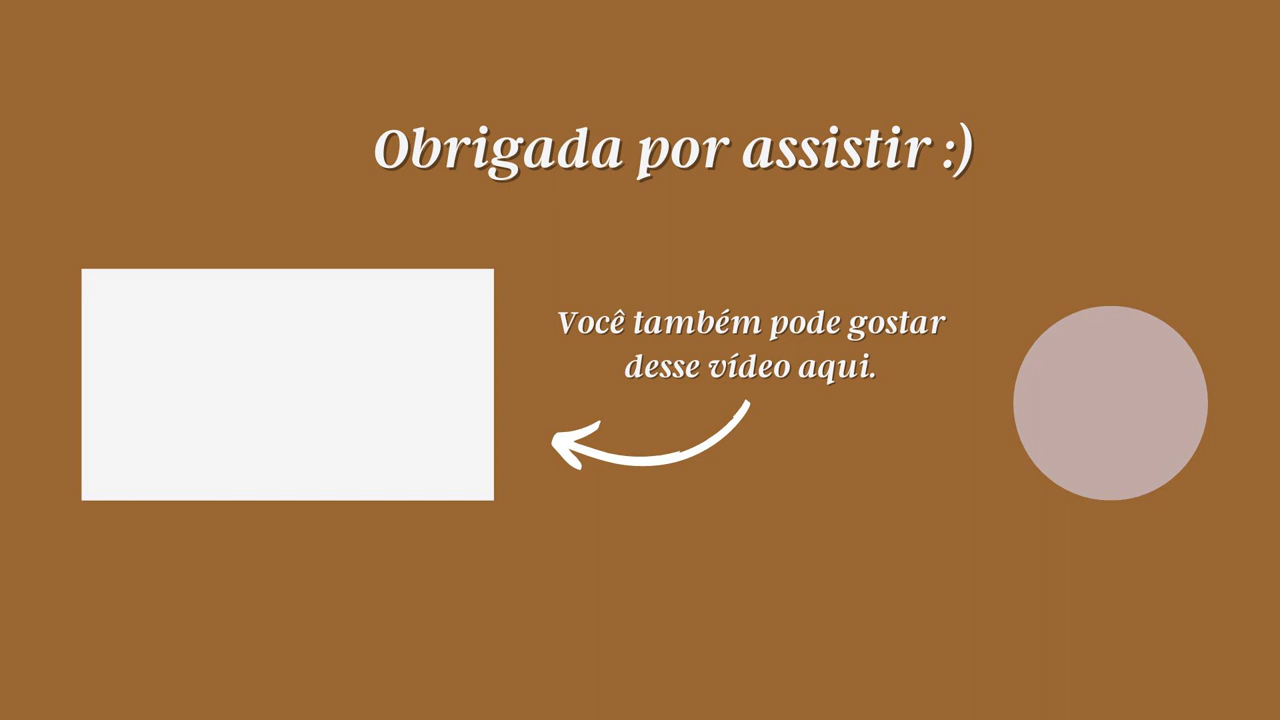 Obrigada por assistir :)
Você também pode gostar
desse vídeo aqui.